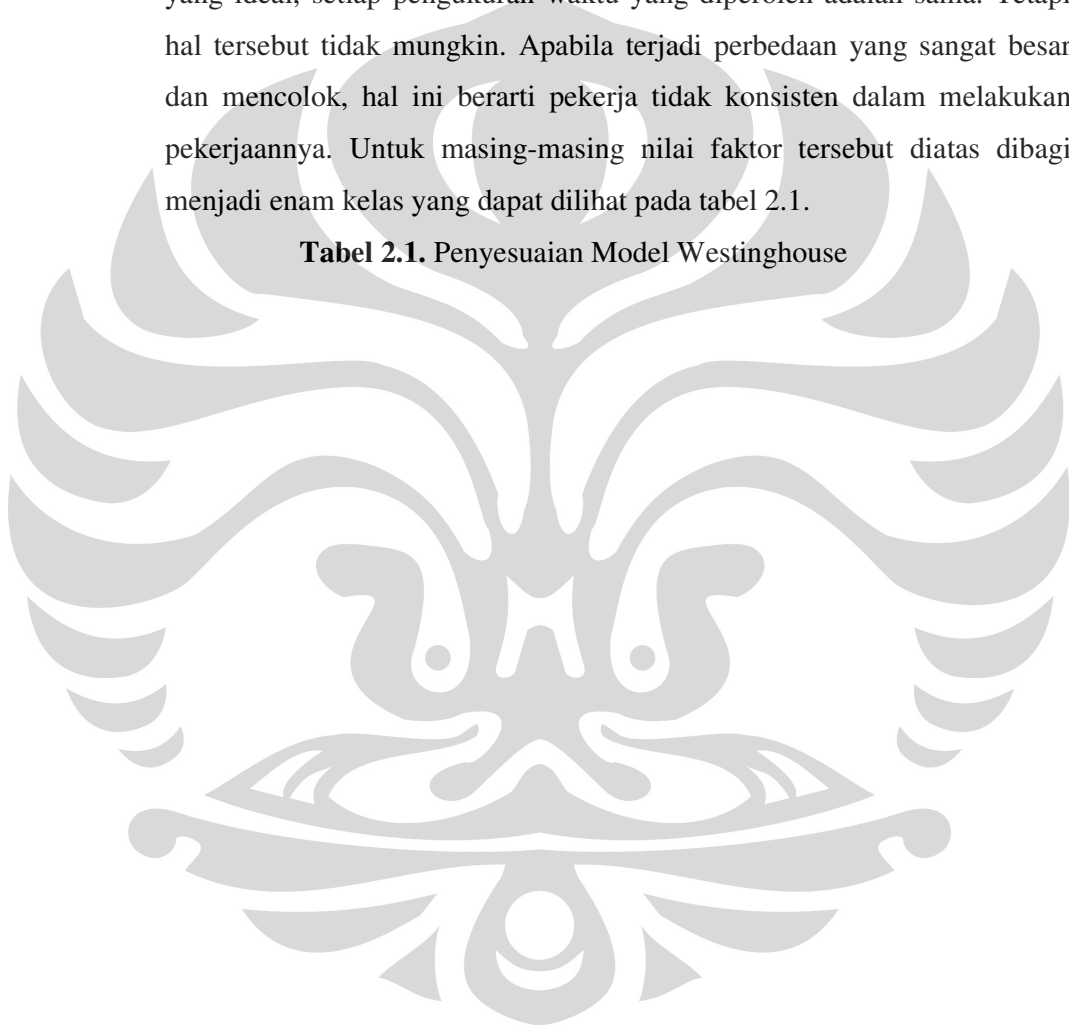 yang ideal, setiap pengukuran waktu yang diperoleh adalah sama. Tetapi
hal tersebut tidak mungkin. Apabila terjadi perbedaan yang sangat besar
dan mencolok, hal ini berarti pekerja tidak konsisten dalam melakukan
pekerjaannya. Untuk masing-masing nilai faktor tersebut diatas dibagi
menjadi enam kelas yang dapat dilihat pada tabel 2.1.
Tabel 2.1. Penyesuaian Model Westinghouse